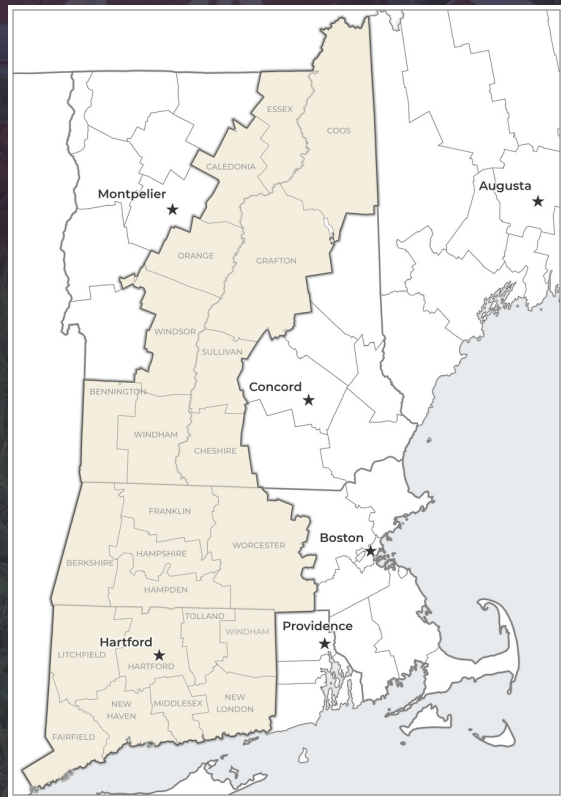 ESSEX
COOS
CALEDONIA
Montpelier
Augusta
ORANGE
GRAFTON
WINDSOR
SULLIVAN
BENNINGTON
Concord
WINDHAM
CHESHIRE
FRANKLIN
Boston
WORCESTER
HAMPSHIRE
BERKSHIRE
HAMPDEN
TOLLAND
Providence
WINDHAM
Hartford
LITCHFIELD
HARTFORD
NEW
HAVEN
MIDDLESEX
NEW
LONDON
FAIRFIELD